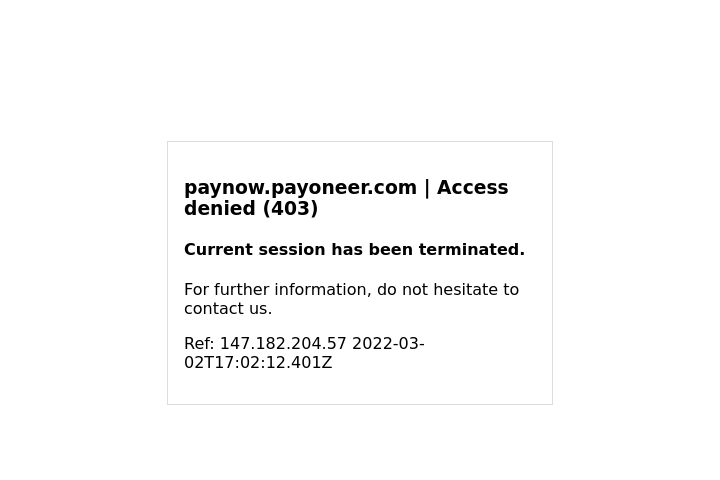 paynow.payoneer.com | Access
denied (403)
Current session has been terminated.
For further information, do not hesitate to
contact us.
Ref: 147.182.204.57 2022-03-
02T17:02:12.401Z